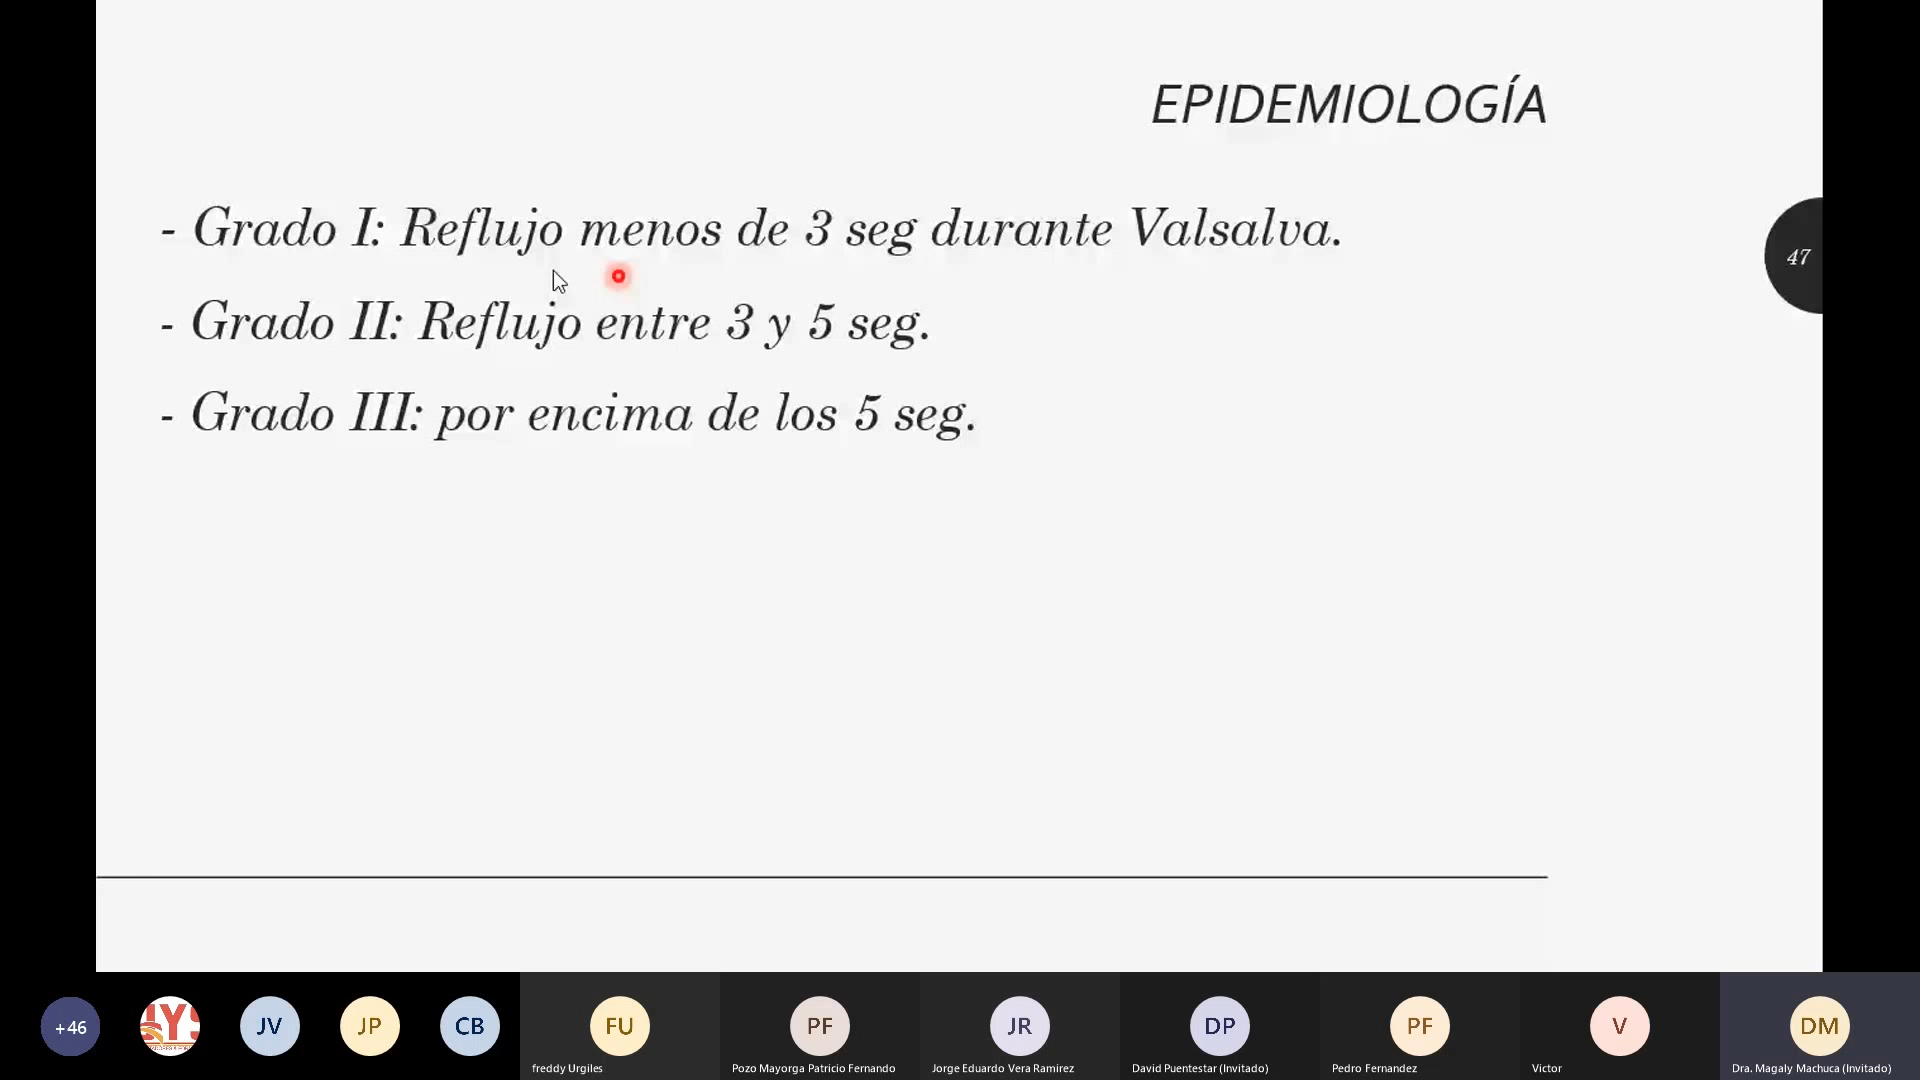 EPIDEMIOLOGÍA
- Grado I: Reflujo menos de 3 seg durante Valsalva.
47
- Grado II: Reflujo entre 3 y 5 seg.
- Grado III: por encima de los 5 seg.
+46
JV
JP
CB
FU
PF
JR
DP
PF
V
DM
freddy Urgiles
Pozo Mayorga Patricio Fernando
Jorge Eduardo Vera Ramirez
David Puentestar (Invitado)
Pedro Fernandez
Victor
Dra. Magaly Machuca (Invitado)